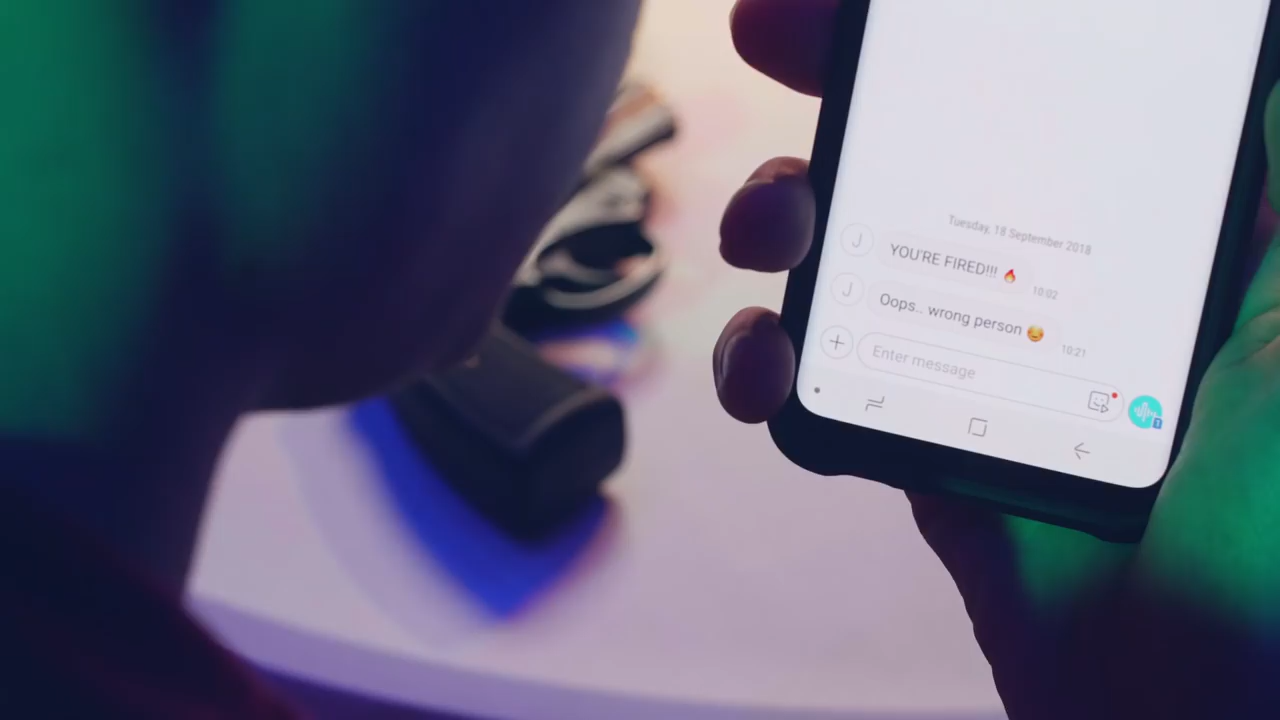 Tuesday, 18 September 2018
J
YOU'RE FIRED!!! 🔥
10:02
J
Oops.. wrong person 😂
10:21
Enter message